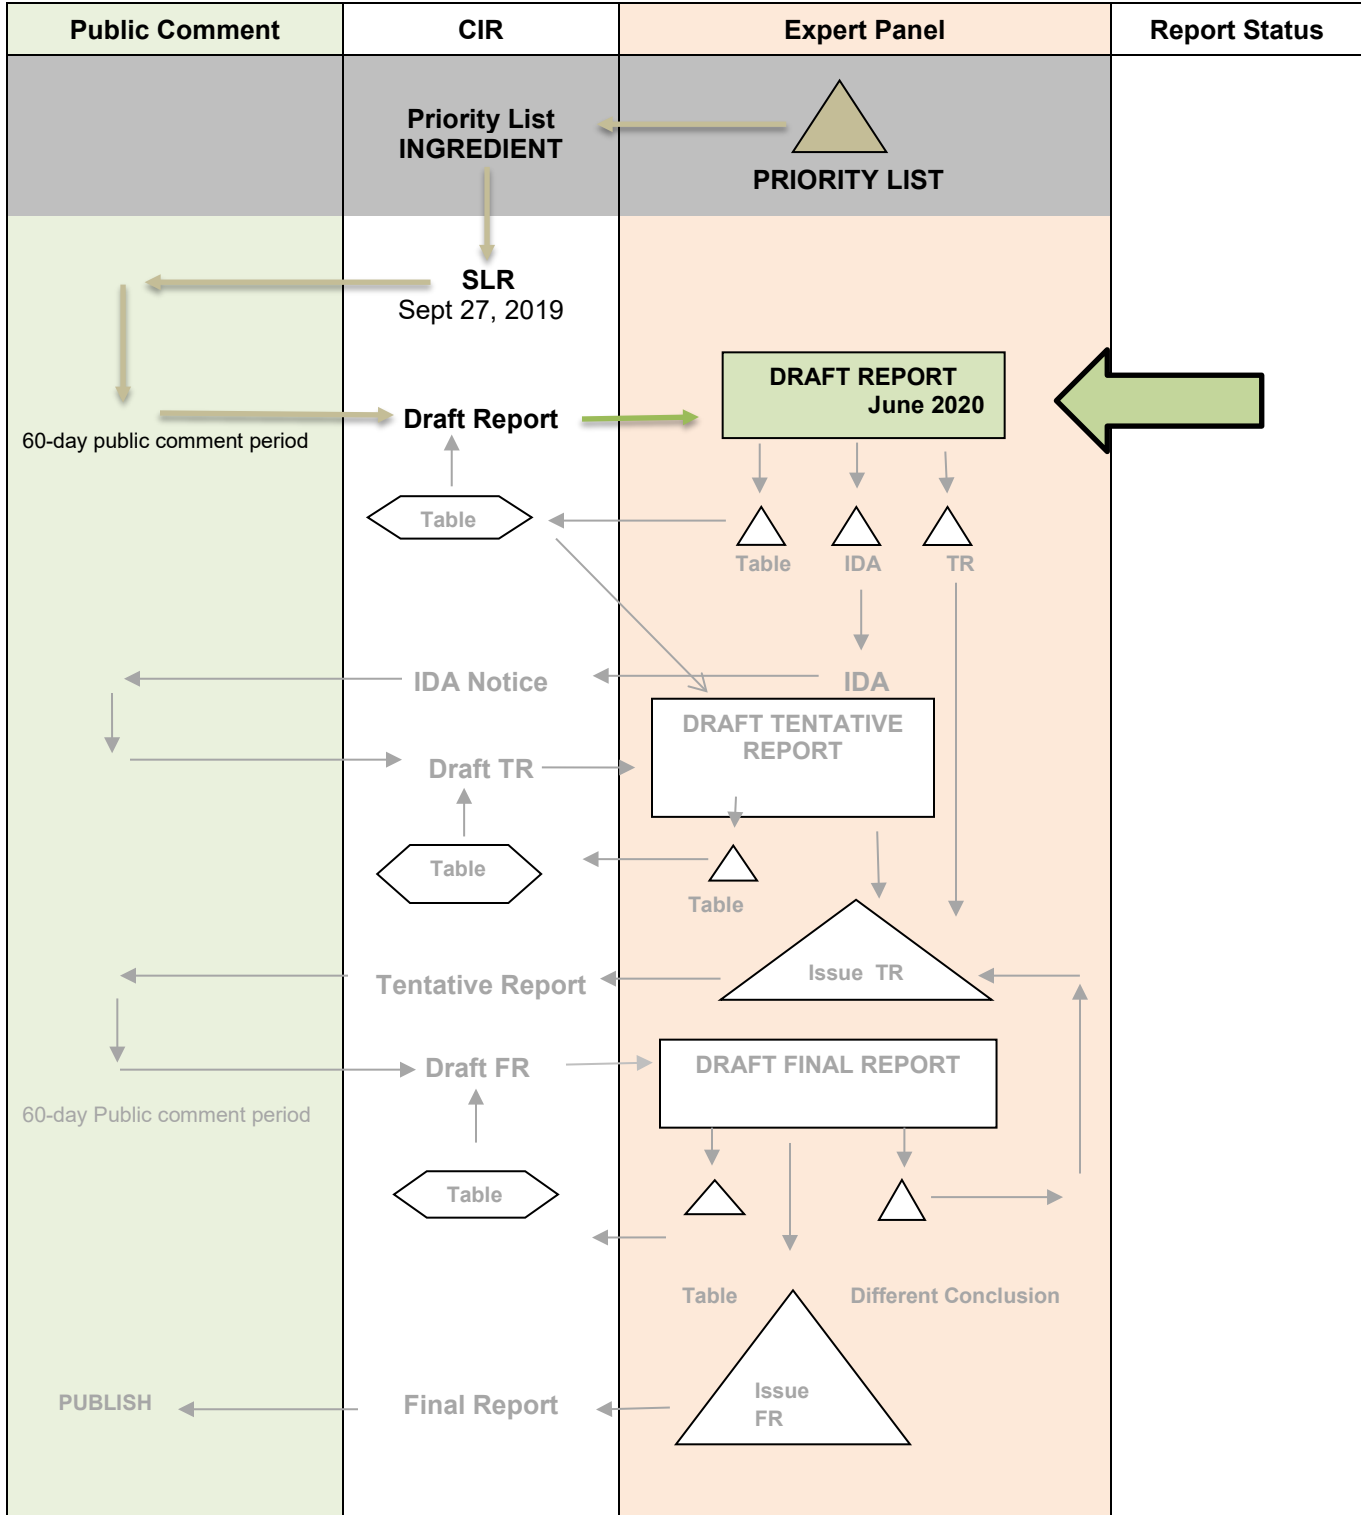 Public Comment
CIR
Expert Panel
Report Status
Priority List
INGREDIENT
PRIORITY LIST
SLR
Sept 27, 2019
DRAFT REPORT
June 2020
60-day public comment period
Draft Report
Table
Table
IDA
TR
IDA Notice
IDA
DRAFT TENTATIVE
REPORT
Draft TR
Table
Table
Issue TR
Tentative Report
Draft FR
DRAFT FINAL REPORT
60-day Public comment period
Table
Table
Different Conclusion
PUBLISH
Final Report
Issue
FR